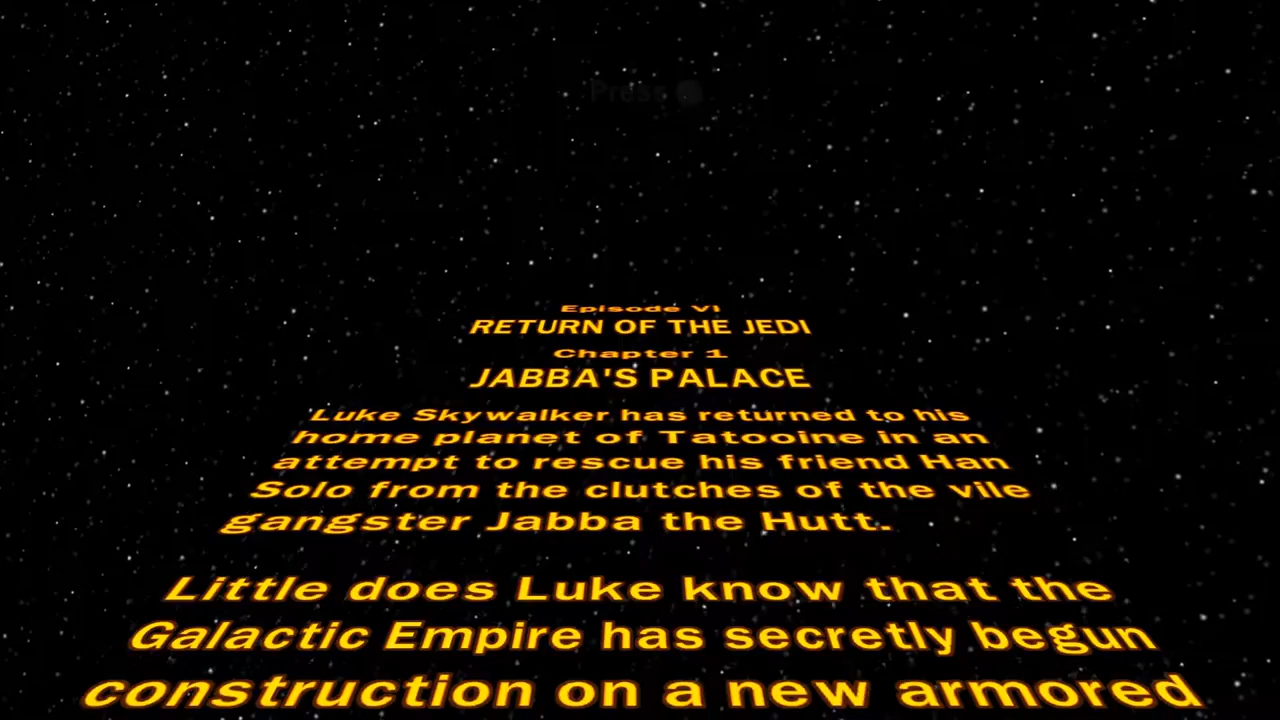 Press
Episode VI
RETURN OF THE JEDI
Chapter 1
JABBA'S PALACE
Luke Skywalker has returned to his
home planet of Tatooine in an
attempt to rescue his friend Han
Solo from the clutches of the vile
gangster Jabba the Hutt.
Little does Luke know that the
Galactic Empire has secretly begun
construction on a new armored